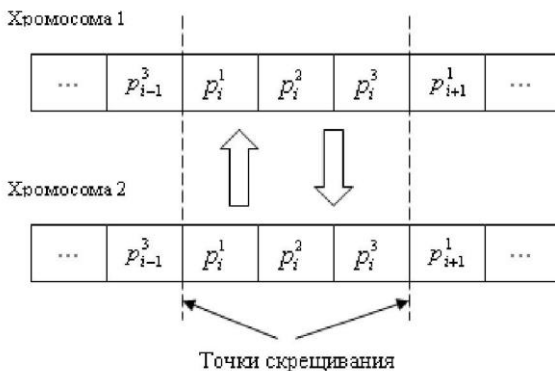 Хромосома 1
... p_{i-1}^3 p_i^1 p_i^2 p_i^3 p_{i+1}^1 ...
Хромосома 2
... p_{i-1}^3 p_i^1 p_i^2 p_i^3 p_{i+1}^1 ...
Точки скрещивания